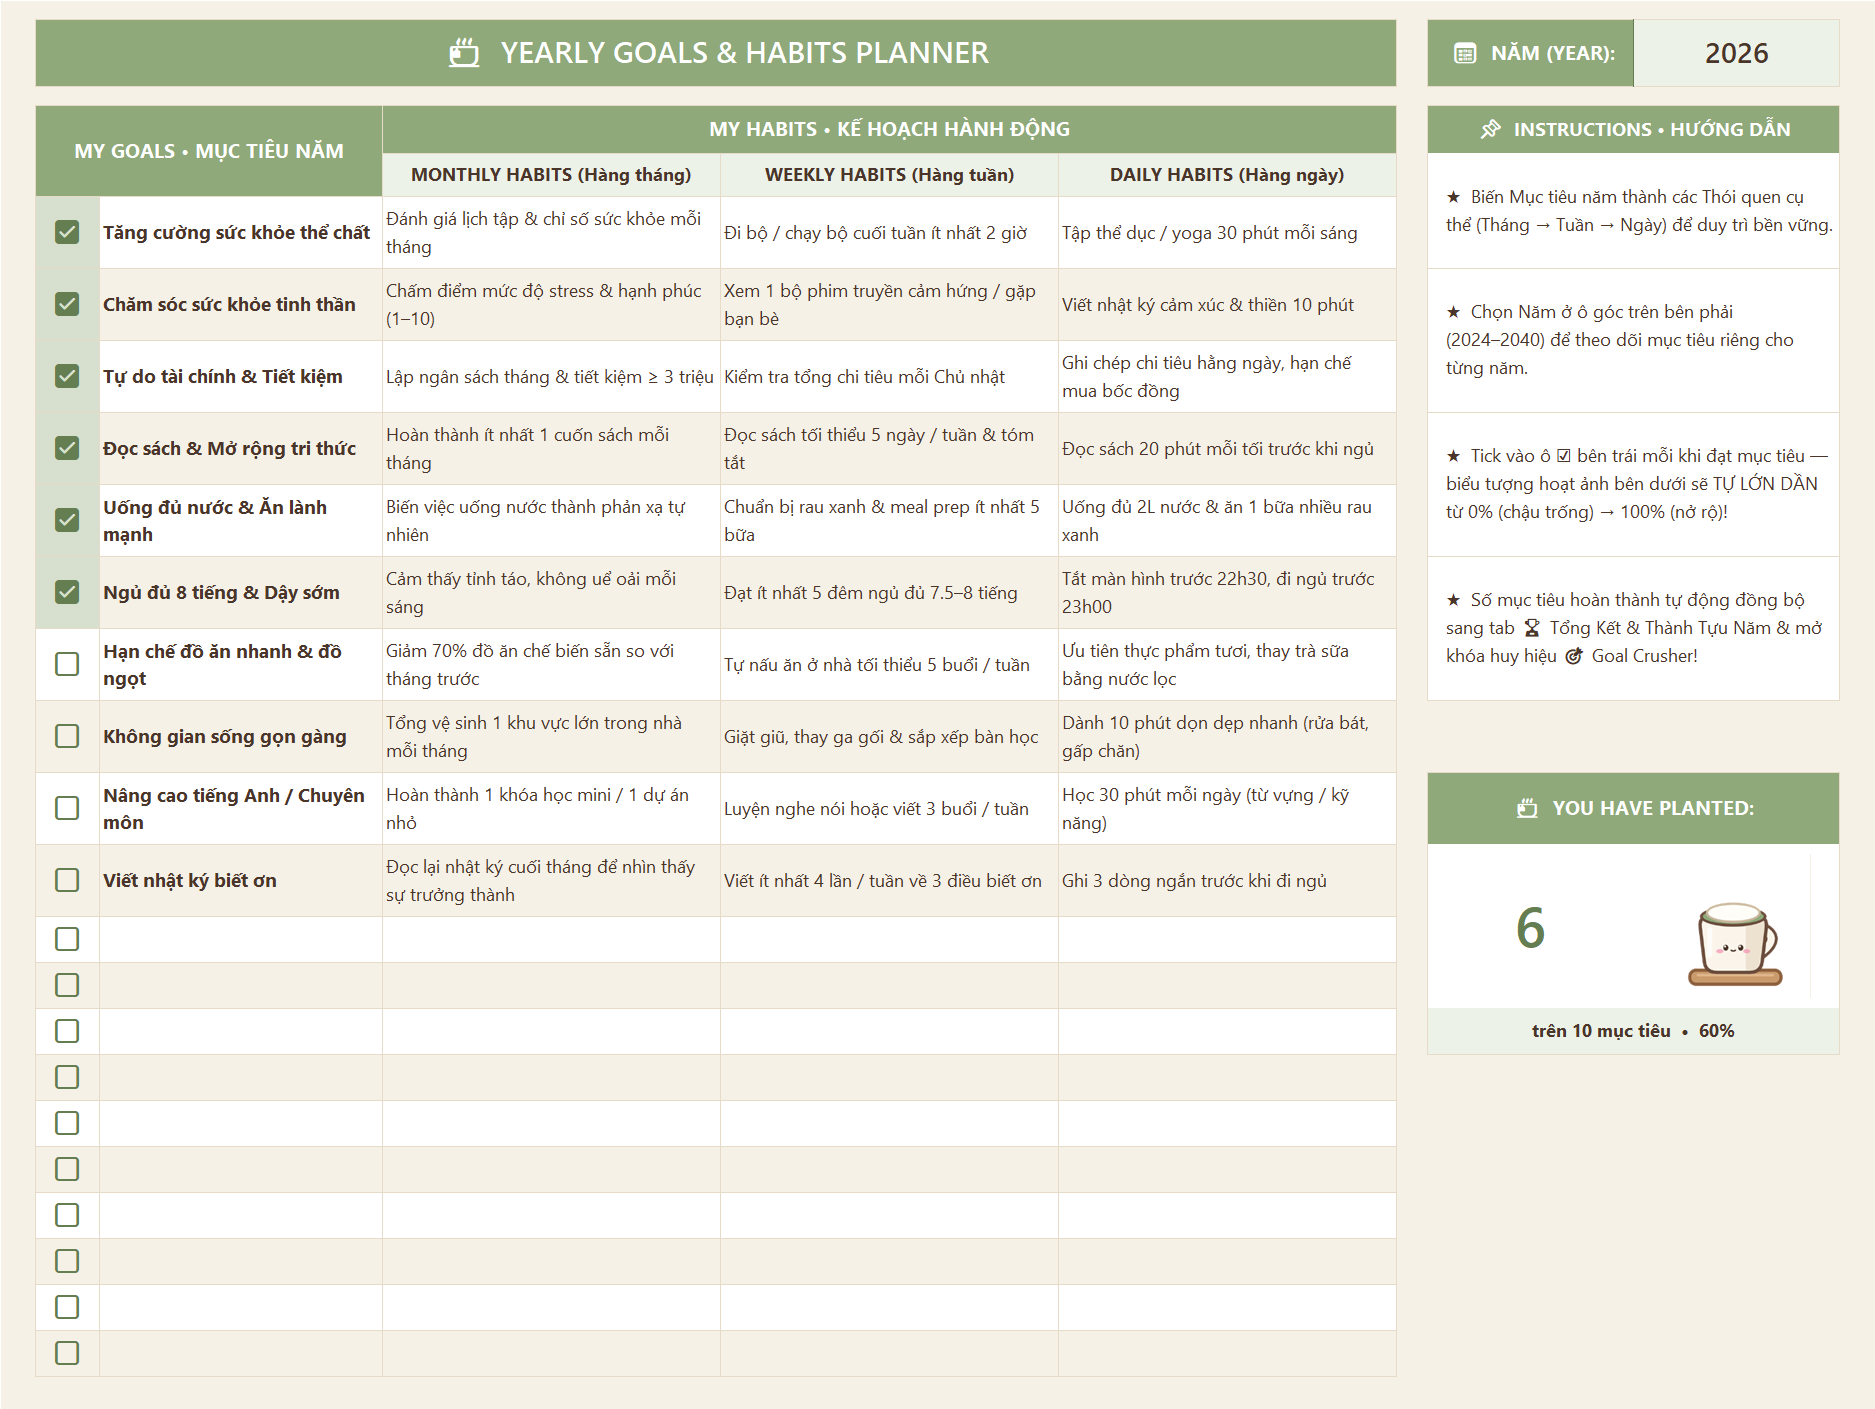 YEARLY GOALS & HABITS PLANNER
NĂM (YEAR):
2026
MY GOALS • MỤC TIÊU NĂM
MY HABITS • KẾ HOẠCH HÀNH ĐỘNG
MONTHLY HABITS (Hàng tháng)
WEEKLY HABITS (Hàng tuần)
DAILY HABITS (Hàng ngày)
Tăng cường sức khỏe thể chất
Đánh giá lịch tập & chỉ số sức khỏe mỗi
tháng
Đi bộ / chạy bộ cuối tuần ít nhất 2 giờ
Tập thể dục / yoga 30 phút mỗi sáng
Chăm sóc sức khỏe tinh thần
Chấm điểm mức độ stress & hạnh phúc
(1–10)
Xem 1 bộ phim truyền cảm hứng / gặp
bạn bè
Viết nhật ký cảm xúc & thiền 10 phút
Tự do tài chính & Tiết kiệm
Lập ngân sách tháng & tiết kiệm ≥ 3 triệu
Kiểm tra tổng chi tiêu mỗi Chủ nhật
Ghi chép chi tiêu hằng ngày, hạn chế
mua bốc đồng
Đọc sách & Mở rộng tri thức
Hoàn thành ít nhất 1 cuốn sách mỗi
tháng
Đọc sách tối thiểu 5 ngày / tuần & tóm
tắt
Đọc sách 20 phút mỗi tối trước khi ngủ
Uống đủ nước & Ăn lành
mạnh
Biến việc uống nước thành phản xạ tự
nhiên
Chuẩn bị rau xanh & meal prep ít nhất 5
bữa
Uống đủ 2L nước & ăn 1 bữa nhiều rau
xanh
Ngủ đủ 8 tiếng & Dậy sớm
Cảm thấy tỉnh táo, không uể oải mỗi
sáng
Đạt ít nhất 5 đêm ngủ đủ 7.5–8 tiếng
Tắt màn hình trước 22h30, đi ngủ trước
23h00
Hạn chế đồ ăn nhanh & đồ
ngọt
Giảm 70% đồ ăn chế biến sẵn so với
tháng trước
Tự nấu ăn ở nhà tối thiểu 5 buổi / tuần
Ưu tiên thực phẩm tươi, thay trà sữa
bằng nước lọc
Không gian sống gọn gàng
Tổng vệ sinh 1 khu vực lớn trong nhà
mỗi tháng
Giặt giũ, thay ga gối & sắp xếp bàn học
Dành 10 phút dọn dẹp nhanh (rửa bát,
gấp chăn)
Nâng cao tiếng Anh / Chuyên
môn
Hoàn thành 1 khóa học mini / 1 dự án
nhỏ
Luyện nghe nói hoặc viết 3 buổi / tuần
Học 30 phút mỗi ngày (từ vựng / kỹ
năng)
Viết nhật ký biết ơn
Đọc lại nhật ký cuối tháng để nhìn thấy
sự trưởng thành
Viết ít nhất 4 lần / tuần về 3 điều biết ơn
Ghi 3 dòng ngắn trước khi đi ngủ
INSTRUCTIONS • HƯỚNG DẪN
★ Biến Mục tiêu năm thành các Thói quen cụ
thể (Tháng → Tuần → Ngày) để duy trì bền vững.
★ Chọn Năm ở ô góc trên bên phải
(2024–2040) để theo dõi mục tiêu riêng cho
từng năm.
★ Tick vào ô ☑ bên trái mỗi khi đạt mục tiêu —
biểu tượng hoạt ảnh bên dưới sẽ TỰ LỚN DẦN
từ 0% (chậu trống) → 100% (nở rộ)!
★ Số mục tiêu hoàn thành tự động đồng bộ
sang tab 🏆 Tổng Kết & Thành Tựu Năm & mở
khóa huy hiệu 🎯 Goal Crusher!
YOU HAVE PLANTED:
6
trên 10 mục tiêu • 60%